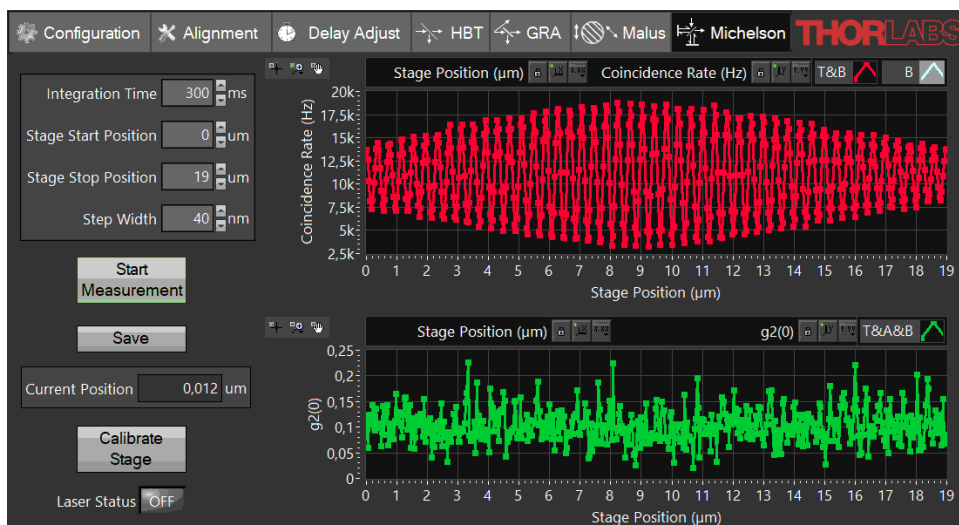 Configuration Alignment Delay Adjust HBT GRA Malus Michelson THORLABS
Integration Time 300 ms
Stage Start Position 0 um
Stage Stop Position 19 um
Step Width 40 nm
Start
Measurement
Save
Current Position 0,012 um
Calibrate
Stage
Laser Status OFF
Stage Position (μm) Coincidence Rate (Hz) T&B B
Coincidence Rate (Hz)
20k
17,5k
15k
12,5k
10k
7,5k
5k
2,5k
0 1 2 3 4 5 6 7 8 9 10 11 12 13 14 15 16 17 18 19
Stage Position (μm)
Stage Position (μm) g2(0) T&A&B
g2(0)
0,25
0,2
0,15
0,1
0,05
0
0 1 2 3 4 5 6 7 8 9 10 11 12 13 14 15 16 17 18 19
Stage Position (μm)